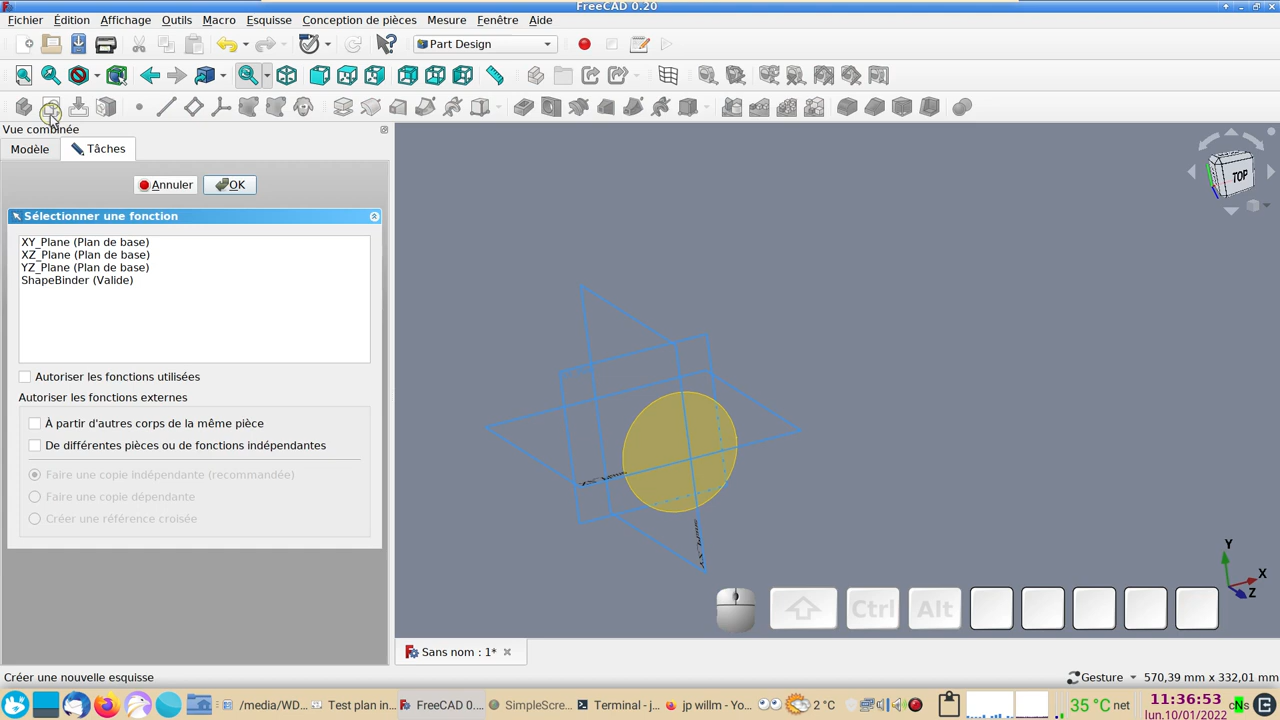 FreeCAD 0.20
Fichier Édition Affichage Outils Macro Esquisse Conception de pièces Mesure Fenêtre Aide
Part Design
Vue combinée
Modèle Tâches
Annuler OK
Sélectionner une fonction
XY_Plane (Plan de base)
XZ_Plane (Plan de base)
YZ_Plane (Plan de base)
ShapeBinder (Valide)
Autoriser les fonctions utilisées
Autoriser les fonctions externes
À partir d'autres corps de la même pièce
De différentes pièces ou de fonctions indépendantes
Faire une copie indépendante (recommandée)
Faire une copie dépendante
Créer une référence croisée
TOP
Y
X
Z
Ctrl Alt
Sans nom : 1*
Créer une nouvelle esquisse
Gesture 570,39 mm x 332,01 mm
/media/WD... Test plan in... FreeCAD 0.... SimpleScre... Terminal - j... jp willm - Yo... 2 °C 35 °C net 11:36:53
lun.10/01/2022